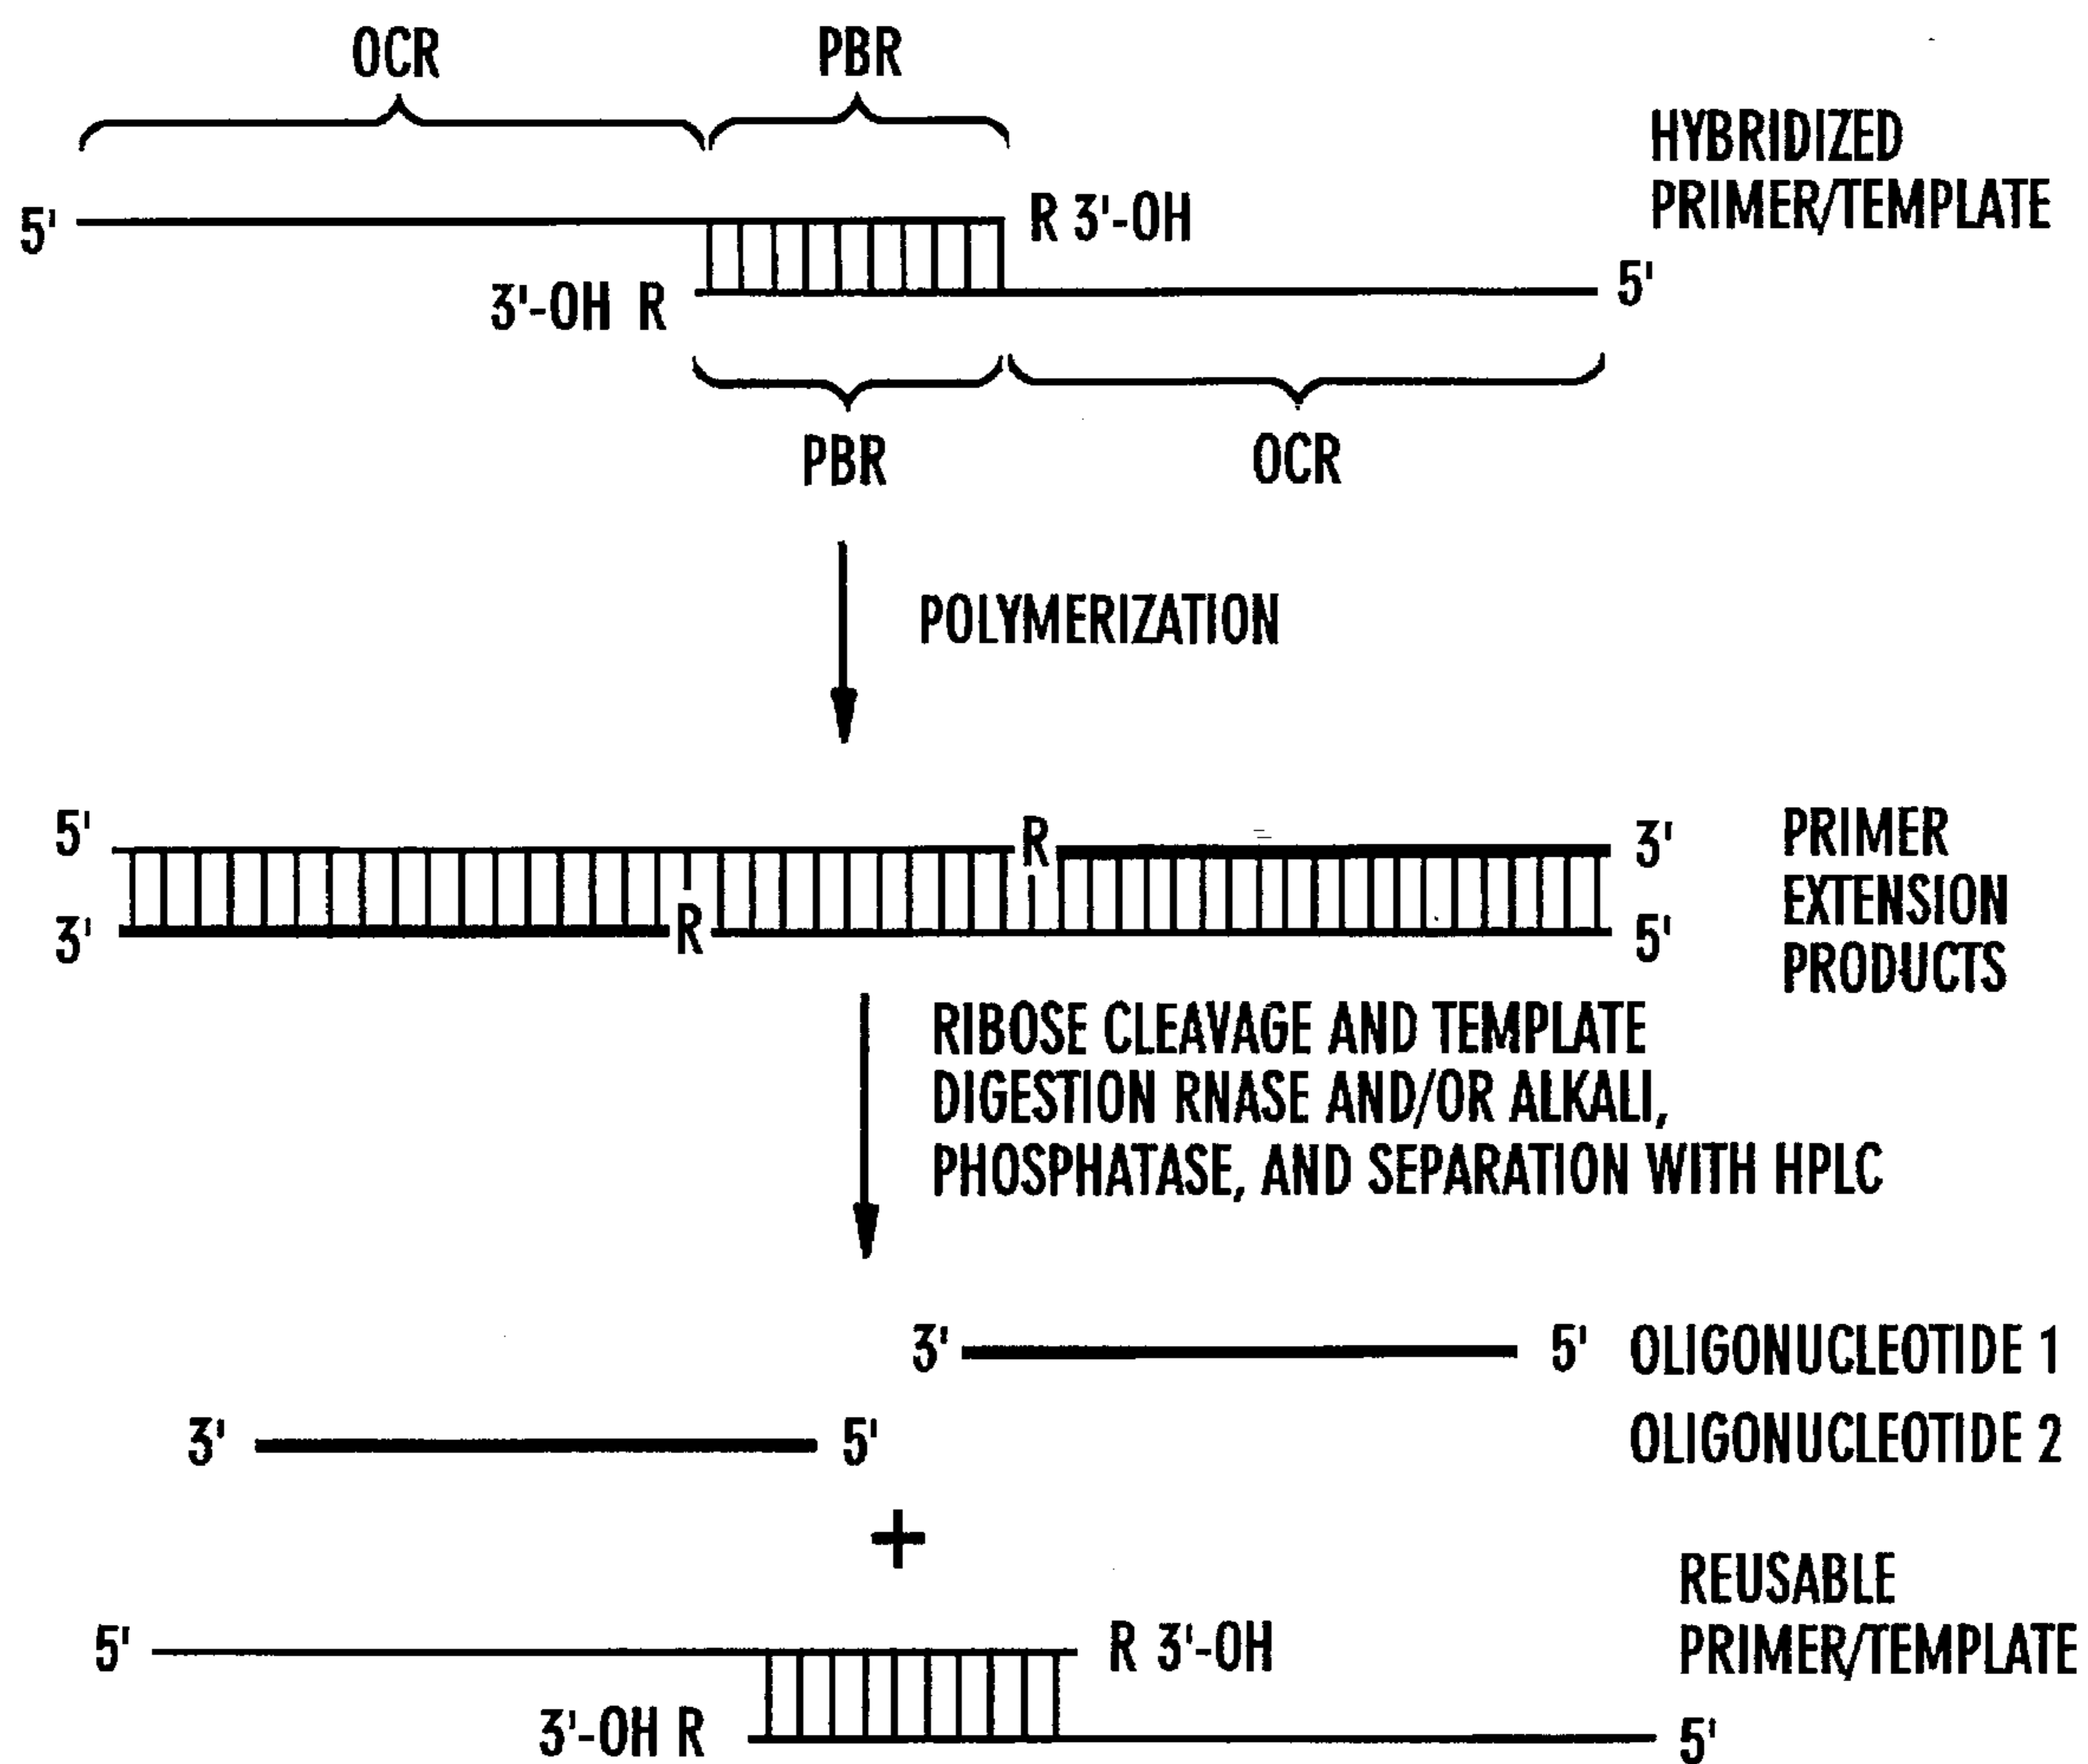 OCR
PBR
HYBRIDIZED
PRIMER/TEMPLATE
5'
R 3'-OH
3'-OH R
5'
PBR
OCR
POLYMERIZATION
5'
R
3'
PRIMER
EXTENSION
PRODUCTS
3'
R
5'
RIBOSE CLEAVAGE AND TEMPLATE
DIGESTION RNASE AND/OR ALKALI,
PHOSPHATASE, AND SEPARATION WITH HPLC
3'
5'
OLIGONUCLEOTIDE 1
3'
5'
OLIGONUCLEOTIDE 2
+
REUSABLE
PRIMER/TEMPLATE
5'
R 3'-OH
3'-OH R
5'